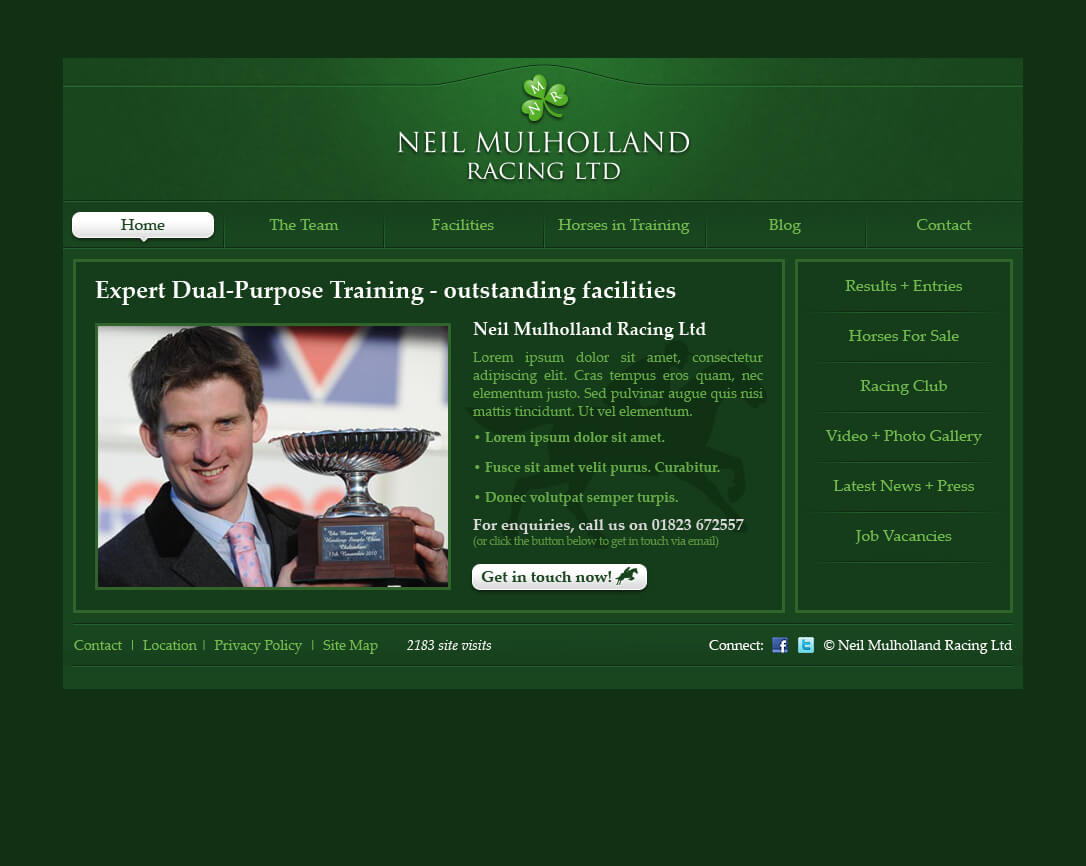 M
N R
NEIL MULHOLLAND
RACING LTD
Home The Team Facilities Horses in Training Blog Contact
Expert Dual-Purpose Training - outstanding facilities
Neil Mulholland Racing Ltd
Lorem ipsum dolor sit amet, consectetur
adipiscing elit. Cras tempus eros quam, nec
elementum justo. Sed pulvinar augue quis nisi
mattis tincidunt. Ut vel elementum.
• Lorem ipsum dolor sit amet.
• Fusce sit amet velit purus. Curabitur.
• Donec volutpat semper turpis.
For enquiries, call us on 01823 672557
(or click the button below to get in touch via email)
Get in touch now!
The Group
Cheltenham
November 2010
Results + Entries
Horses For Sale
Racing Club
Video + Photo Gallery
Latest News + Press
Job Vacancies
Contact | Location | Privacy Policy | Site Map 2183 site visits Connect: f t © Neil Mulholland Racing Ltd